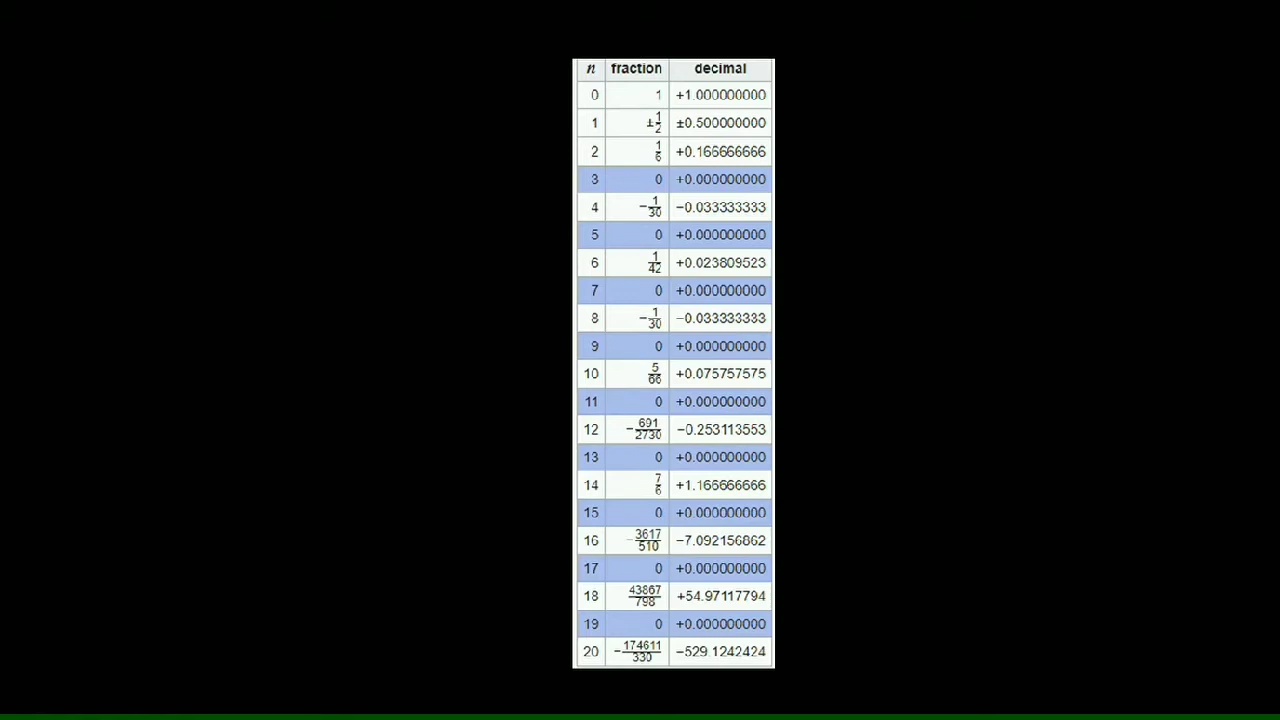 n fraction decimal
0 1 +1.000000000
1 ±1/2 ±0.500000000
2 1/6 +0.166666666
3 0 +0.000000000
4 −1/30 −0.033333333
5 0 +0.000000000
6 1/42 +0.023809523
7 0 +0.000000000
8 −1/30 −0.033333333
9 0 +0.000000000
10 5/66 +0.075757575
11 0 +0.000000000
12 −691/2730 −0.253113553
13 0 +0.000000000
14 7/6 +1.166666666
15 0 +0.000000000
16 −3617/510 −7.092156862
17 0 +0.000000000
18 43867/798 +54.97117794
19 0 +0.000000000
20 −174611/330 −529.1242424